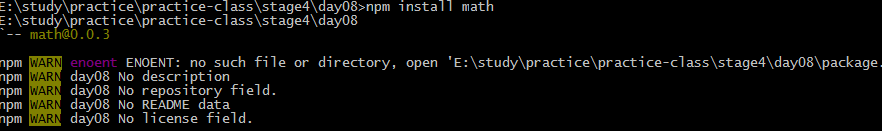 E:\study\practice\practice-class\stage4\day08>npm install math
E:\study\practice\practice-class\stage4\day08
`-- math@0.0.3
npm WARN enoent ENOENT: no such file or directory, open 'E:\study\practice\practice-class\stage4\day08\package.
npm WARN day08 No description
npm WARN day08 No repository field.
npm WARN day08 No README data
npm WARN day08 No license field.